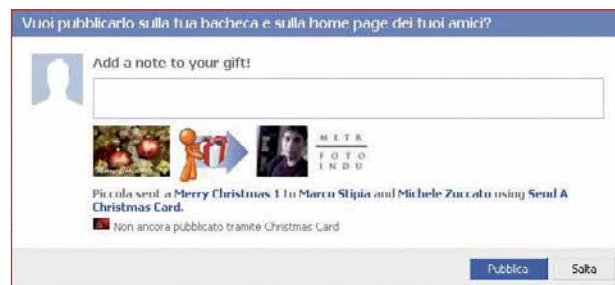 Vuoi pubblicarlo sulla tua bacheca e sulla home page dei tuoi amici?
Add a note to your gift!
Merry Christmas
METR
FOTO
INDU
Piccola sent a Merry Christmas 1 to Marco Stipia and Michele Zuccato using Send A
Christmas Card.
Non ancora pubblicato tramite Christmas Card
Pubblica Salta